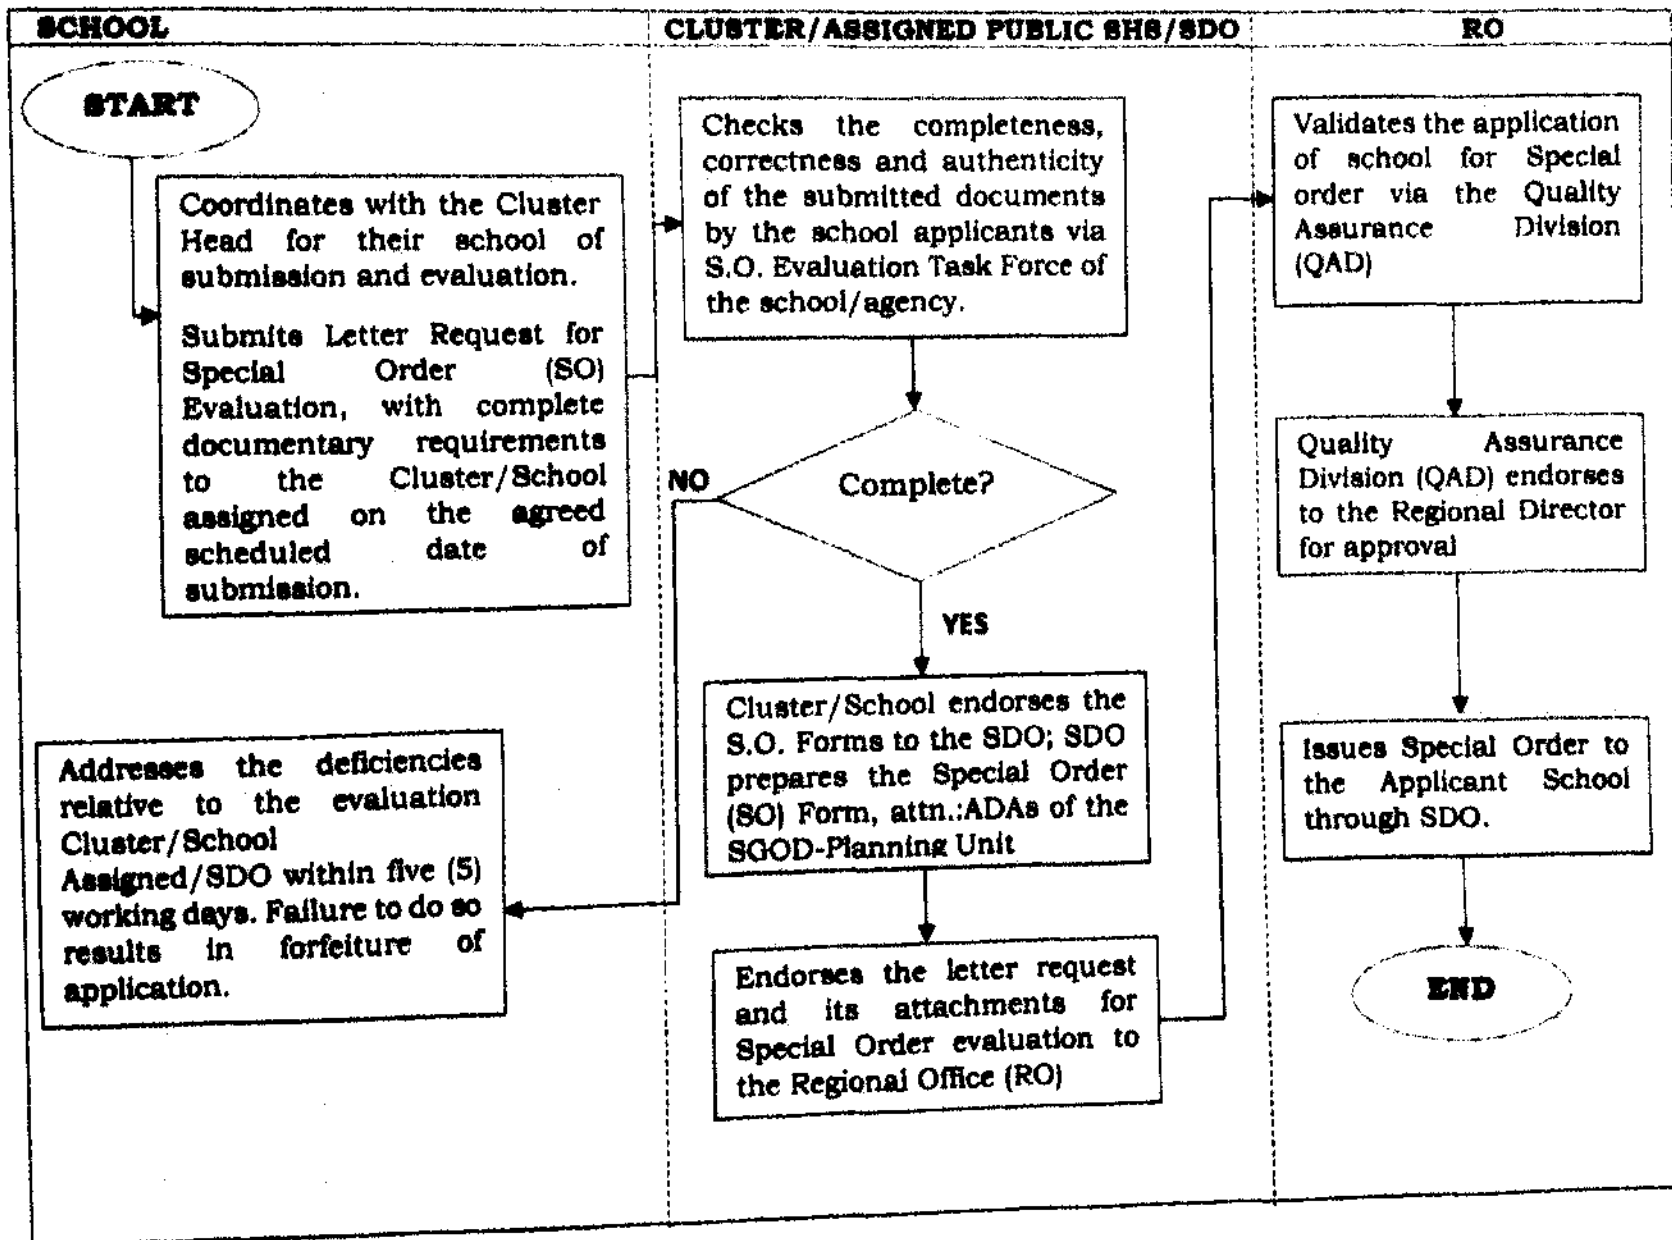 SCHOOL
CLUSTER/ASSIGNED PUBLIC SHS/SDO
RO
START
Coordinates with the Cluster
Head for their school of
submission and evaluation.
Submits Letter Request for
Special Order (SO)
Evaluation, with complete
documentary requirements
to the Cluster/School
assigned on the agreed
scheduled date of
submission.
Addresses the deficiencies
relative to the evaluation
Cluster/School
Assigned/SDO within five (5)
working days. Failure to do so
results in forfeiture of
application.
Checks the completeness,
correctness and authenticity
of the submitted documents
by the school applicants via
S.O. Evaluation Task Force of
the school/agency.
Complete?
NO
YES
Cluster/School endorses the
S.O. Forms to the SDO; SDO
prepares the Special Order
(SO) Form, attn.:ADAs of the
SGOD-Planning Unit
Endorses the letter request
and its attachments for
Special Order evaluation to
the Regional Office (RO)
Validates the application
of school for Special
order via the Quality
Assurance Division
(QAD)
Quality Assurance
Division (QAD) endorses
to the Regional Director
for approval
Issues Special Order to
the Applicant School
through SDO.
END